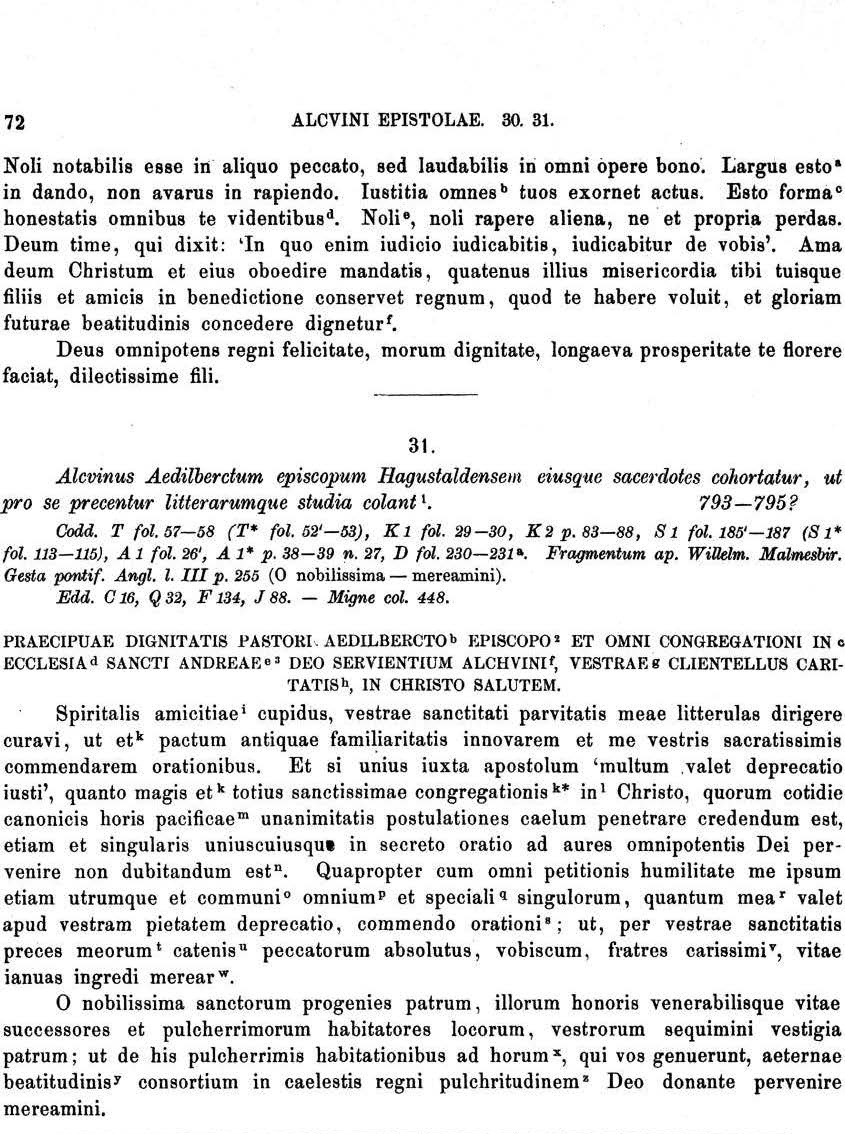 72 ALCVINI EPISTOLAE. 30. 31.
Noli notabilis esse in aliquo peccato, sed laudabilis in omni opere bono. Largus esto ᵃ
in dando, non avarus in rapiendo. Iustitia omnes ᵇ tuos exornet actus. Esto forma ᶜ
honestatis omnibus te videntibus ᵈ. Noli ᵉ, noli rapere aliena, ne et propria perdas.
Deum time, qui dixit: ‘In quo enim iudicio iudicabitis, iudicabitur de vobis’. Ama
deum Christum et eius oboedire mandatis, quatenus illius misericordia tibi tuisque
filiis et amicis in benedictione conservet regnum, quod te habere voluit, et gloriam
futurae beatitudinis concedere dignetur ᶠ.
Deus omnipotens regni felicitate, morum dignitate, longaeva prosperitate te florere
faciat, dilectissime fili.
31.
Alcvinus Aedilberctum episcopum Hagustaldensem eiusque sacerdotes cohortatur, ut
pro se precentur litterarumque studia colant ¹. 793—795?
Codd. T fol. 57—58 (T* fol. 52'—53), K 1 fol. 29—30, K 2 p. 83—88, S 1 fol. 185'—187 (S 1*
fol. 113—115), A 1 fol. 26', A 1* p. 38—39 n. 27, D fol. 230—231 ᵃ. Fragmentum ap. Willelm. Malmesbir.
Gesta pontif. Angl. l. III p. 255 (O nobilissima — mereamini).
Edd. C 16, Q 32, F 134, J 88. — Migne col. 448.
PRAECIPUAE DIGNITATIS PASTORI AEDILBERCTO ᵇ EPISCOPO ² ET OMNI CONGREGATIONI IN ᶜ
ECCLESIA ᵈ SANCTI ANDREAE ᵉ ³ DEO SERVIENTIUM ALCHVINI ᶠ, VESTRAE ᵍ CLIENTELLUS CARI-
TATIS ʰ, IN CHRISTO SALUTEM.
Spiritalis amicitiae ⁱ cupidus, vestrae sanctitati parvitatis meae litterulas dirigere
curavi, ut et ᵏ pactum antiquae familiaritatis innovarem et me vestris sacratissimis
commendarem orationibus. Et si unius iuxta apostolum ‘multum valet deprecatio
iusti’, quanto magis et ᵏ totius sanctissimae congregationis ᵏ* in ˡ Christo, quorum cotidie
canonicis horis pacificae ᵐ unanimitatis postulationes caelum penetrare credendum est,
etiam et singularis uniuscuiusque in secreto oratio ad aures omnipotentis Dei per-
venire non dubitandum est ⁿ. Quapropter cum omni petitionis humilitate me ipsum
etiam utrumque et communi ᵒ omnium ᵖ et speciali ᑫ singulorum, quantum mea ʳ valet
apud vestram pietatem deprecatio, commendo orationi ˢ; ut, per vestrae sanctitatis
preces meorum ᵗ catenis ᵘ peccatorum absolutus, vobiscum, fratres carissimi ᵛ, vitae
ianuas ingredi merear ʷ.
O nobilissima sanctorum progenies patrum, illorum honoris venerabilisque vitae
successores et pulcherrimorum habitatores locorum, vestrorum sequimini vestigia
patrum; ut de his pulcherrimis habitationibus ad horum ˣ, qui vos genuerunt, aeternae
beatitudinis ʸ consortium in caelestis regni pulchritudinem ᶻ Deo donante pervenire
mereamini.